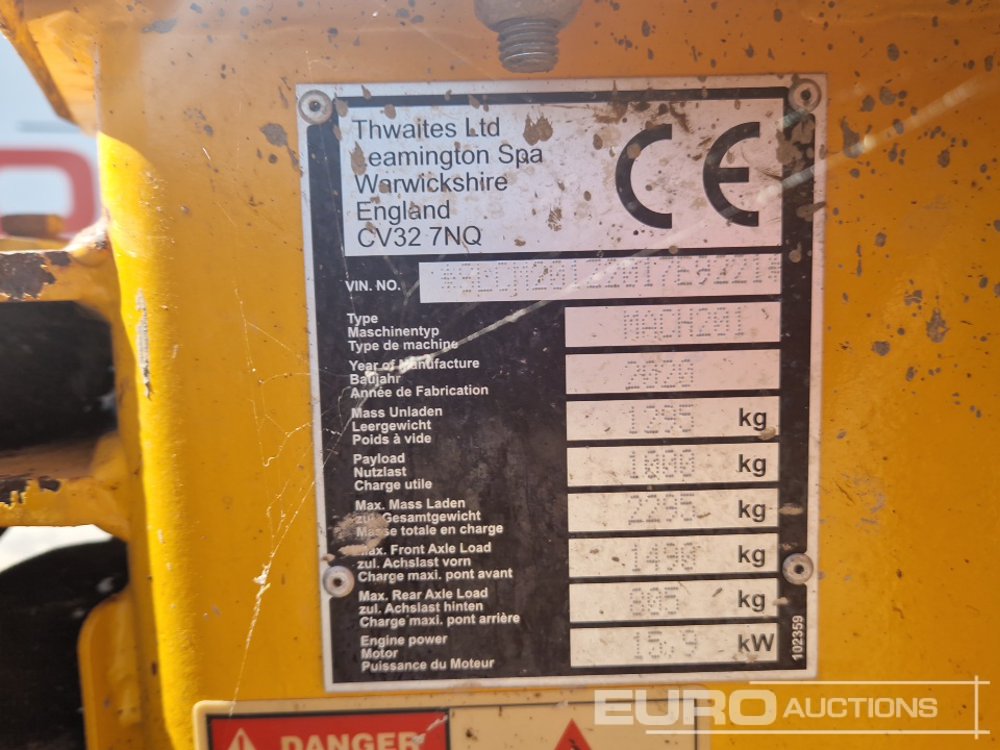 Thwaites Ltd
Leamington Spa
Warwickshire
England
CV32 7NQ
CE
VIN. NO.
Type
Maschinentyp
Type de machine
MACH201
Year of Manufacture
Baujahr
Année de Fabrication
2020
Mass Unladen
Leergewicht
Poids à vide
1295 kg
Payload
Nutzlast
Charge utile
1000 kg
Max. Mass Laden
zul. Gesamtgewicht
Masse totale en charge
2295 kg
Max. Front Axle Load
zul. Achslast vorn
Charge maxi. pont avant
1490 kg
Max. Rear Axle Load
zul. Achslast hinten
Charge maxi. pont arrière
805 kg
Engine power
Motor
Puissance du Moteur
15.9 kW
102359
DANGER
EURO AUCTIONS